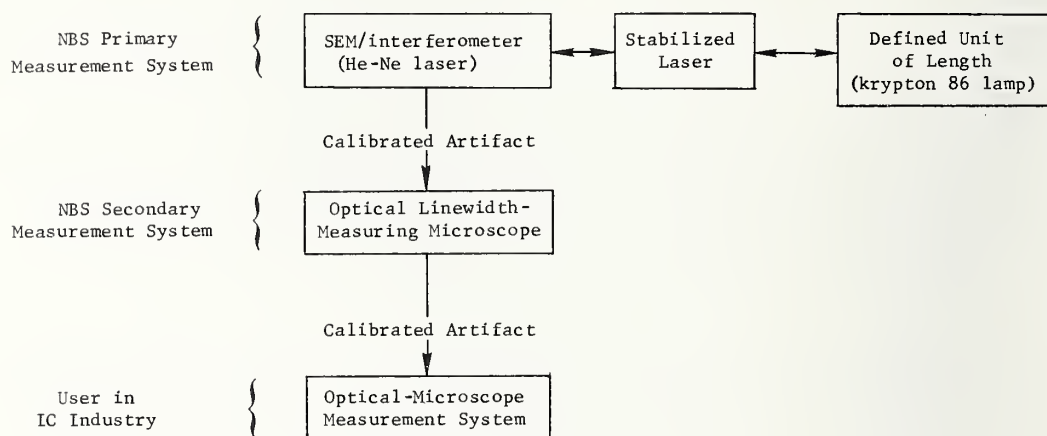 NBS Primary
Measurement System
SEM/interferometer
(He-Ne laser)
Stabilized
Laser
Defined Unit
of Length
(krypton 86 lamp)
Calibrated Artifact
NBS Secondary
Measurement System
Optical Linewidth-
Measuring Microscope
Calibrated Artifact
User in
IC Industry
Optical-Microscope
Measurement System